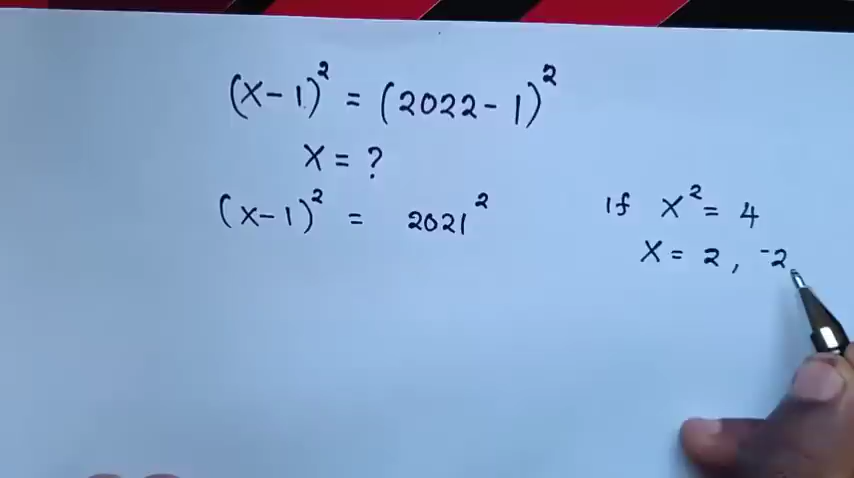 (x-1)² = (2022-1)²
x = ?
(x-1)² = 2021²
If x² = 4
x = 2, ⁻2